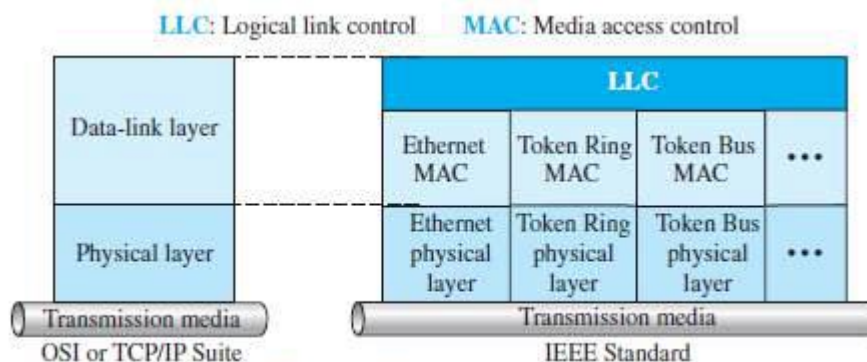 LLC: Logical link control MAC: Media access control
LLC
Data-link layer
Ethernet MAC
Token Ring MAC
Token Bus MAC
•••
Physical layer
Ethernet physical layer
Token Ring physical layer
Token Bus physical layer
•••
Transmission media
Transmission media
OSI or TCP/IP Suite
IEEE Standard